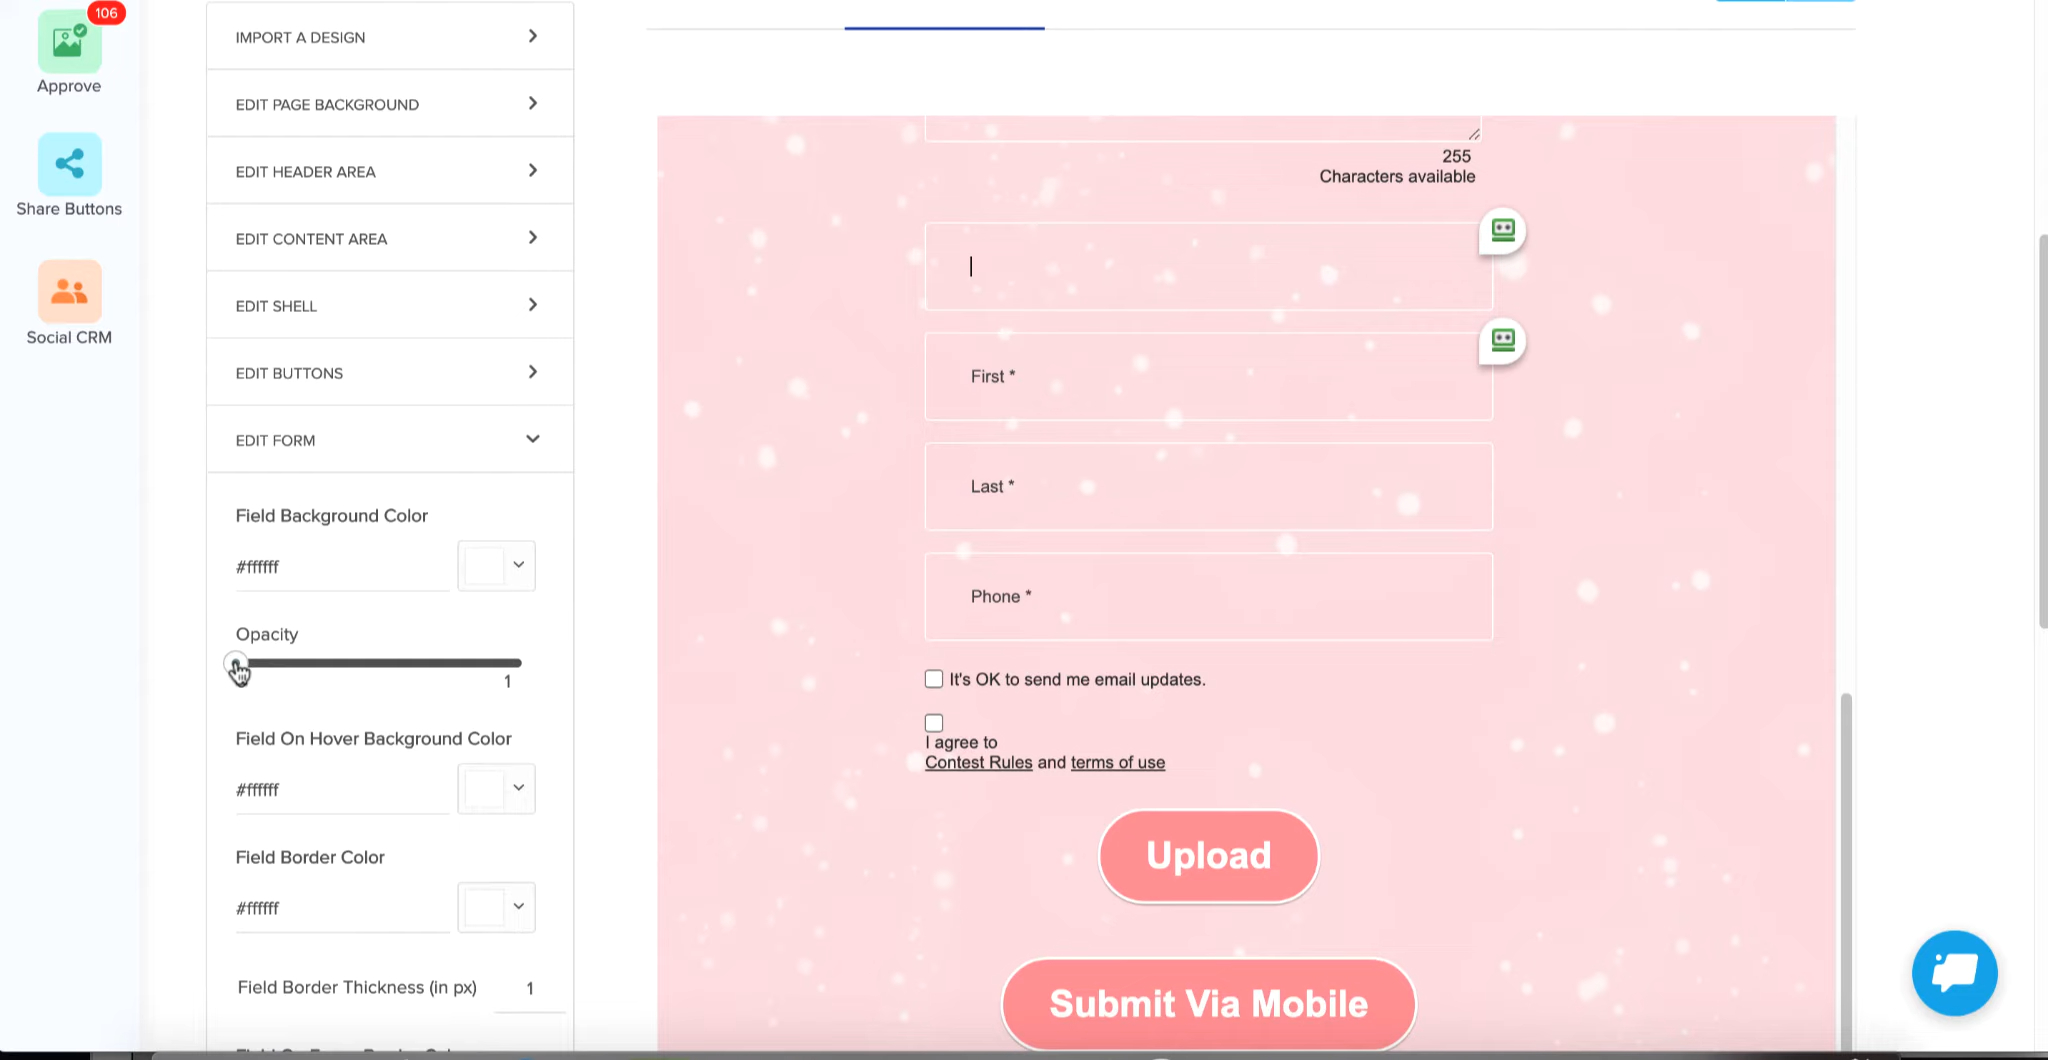 106
Approve
Share Buttons
Social CRM
IMPORT A DESIGN
EDIT PAGE BACKGROUND
EDIT HEADER AREA
EDIT CONTENT AREA
EDIT SHELL
EDIT BUTTONS
EDIT FORM
Field Background Color
#ffffff
Opacity
1
Field On Hover Background Color
#ffffff
Field Border Color
#ffffff
Field Border Thickness (in px) 1
255
Characters available
First *
Last *
Phone *
It's OK to send me email updates.
I agree to
Contest Rules and terms of use
Upload
Submit Via Mobile